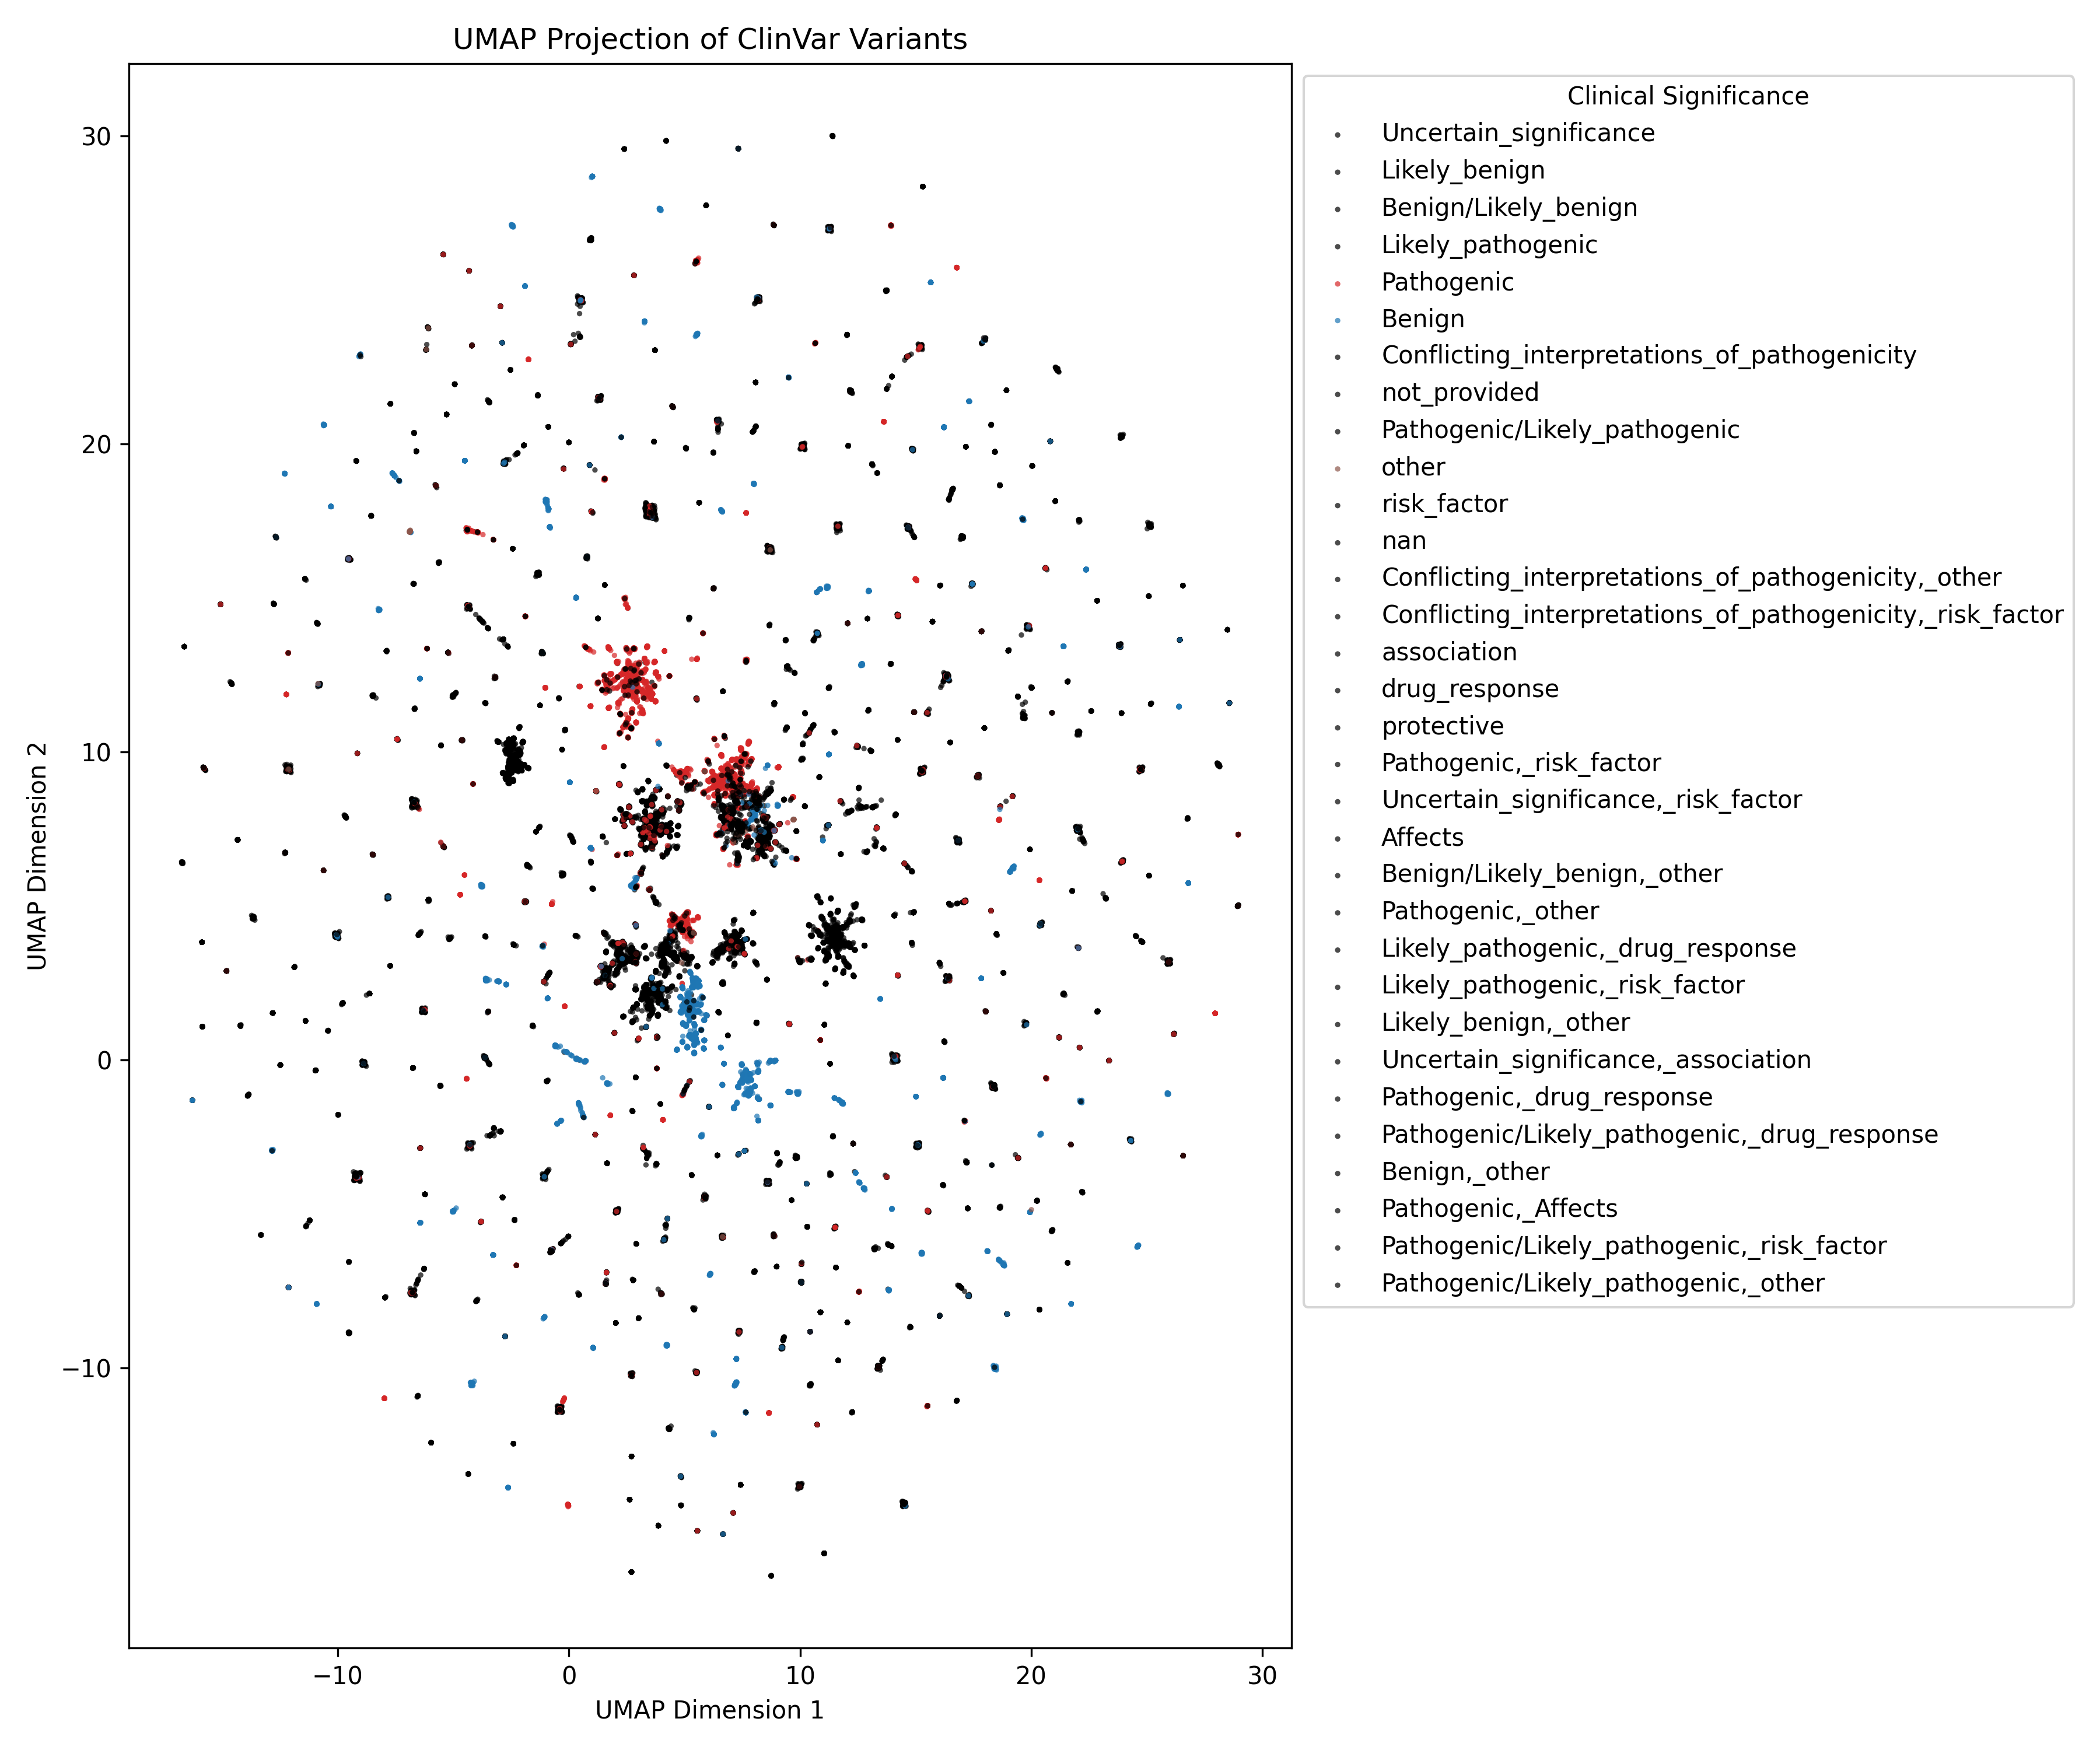 UMAP Projection of ClinVar Variants
30
20
10
0
−10
UMAP Dimension 2
−10
0
10
20
30
UMAP Dimension 1
Clinical Significance
Uncertain_significance
Likely_benign
Benign/Likely_benign
Likely_pathogenic
Pathogenic
Benign
Conflicting_interpretations_of_pathogenicity
not_provided
Pathogenic/Likely_pathogenic
other
risk_factor
nan
Conflicting_interpretations_of_pathogenicity,_other
Conflicting_interpretations_of_pathogenicity,_risk_factor
association
drug_response
protective
Pathogenic,_risk_factor
Uncertain_significance,_risk_factor
Affects
Benign/Likely_benign,_other
Pathogenic,_other
Likely_pathogenic,_drug_response
Likely_pathogenic,_risk_factor
Likely_benign,_other
Uncertain_significance,_association
Pathogenic,_drug_response
Pathogenic/Likely_pathogenic,_drug_response
Benign,_other
Pathogenic,_Affects
Pathogenic/Likely_pathogenic,_risk_factor
Pathogenic/Likely_pathogenic,_other